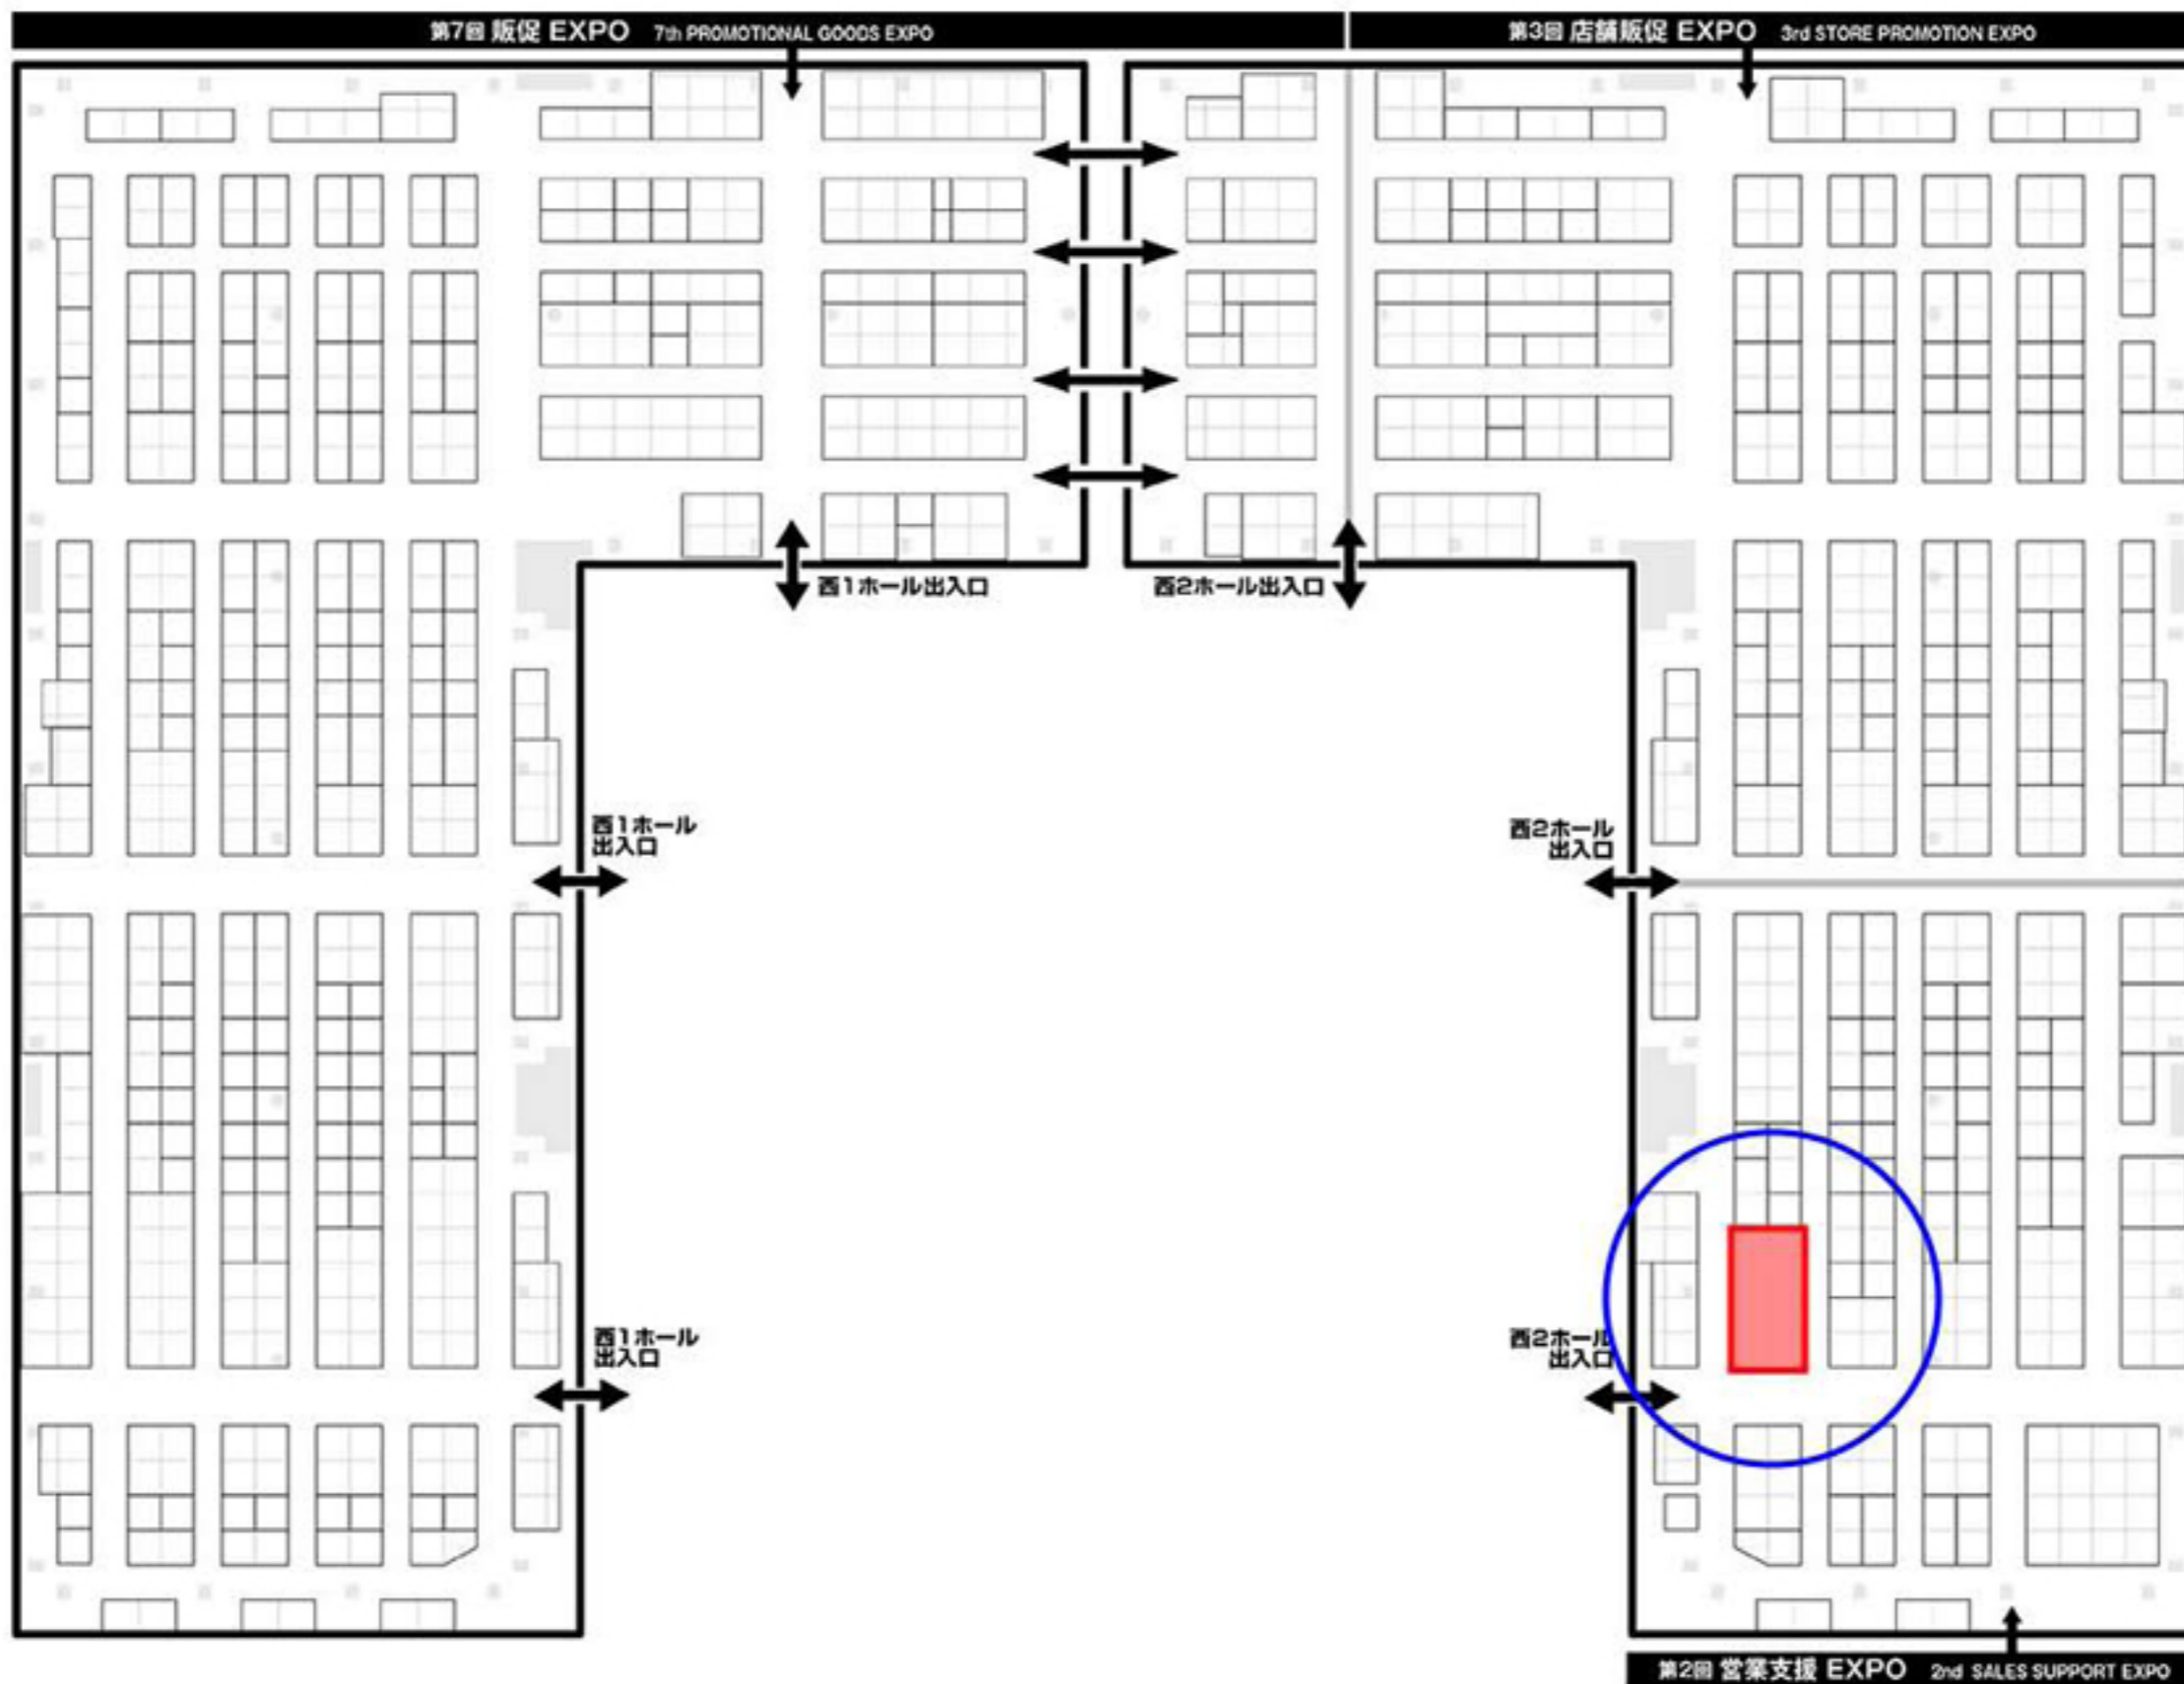 第7回 販促 EXPO 7th PROMOTIONAL GOODS EXPO
第3回 店舗販促 EXPO 3rd STORE PROMOTION EXPO
西1ホール出入口
西2ホール出入口
西1ホール
出入口
西2ホール
出入口
西1ホール
出入口
西2ホール
出入口
第2回 営業支援 EXPO 2nd SALES SUPPORT EXPO